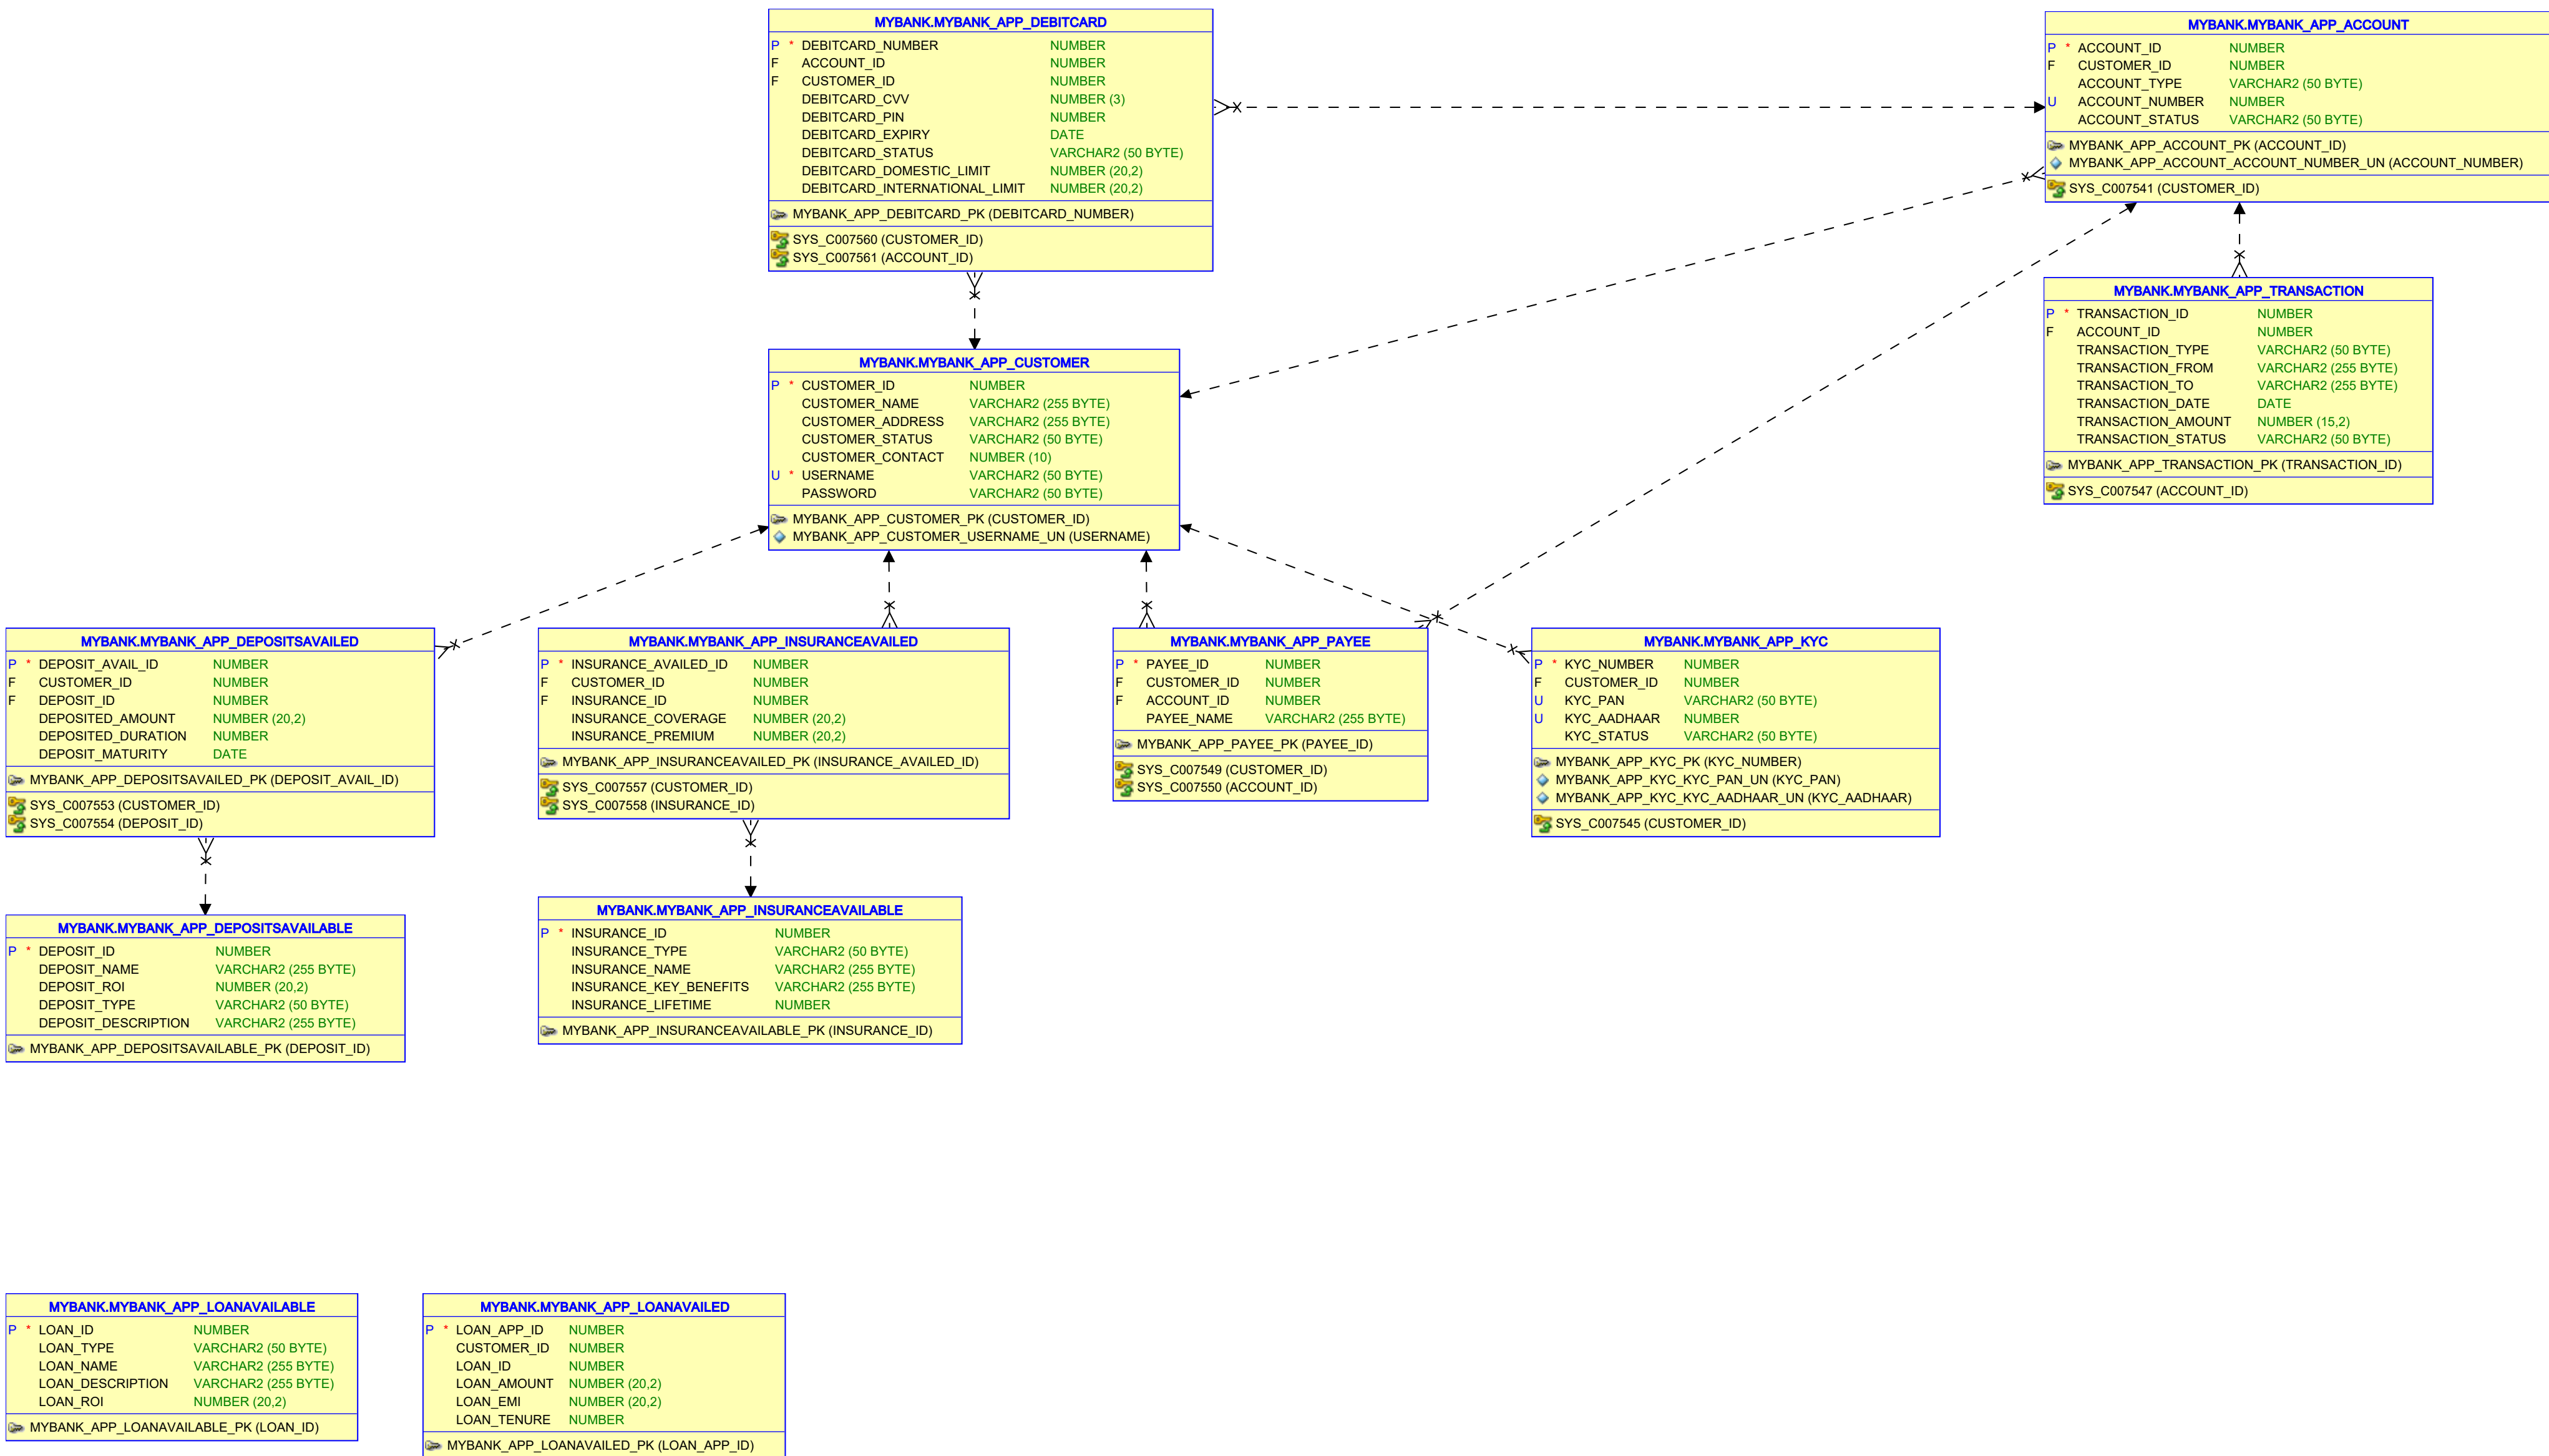 MYBANK.MYBANK_APP_DEBITCARD
P * DEBITCARD_NUMBER NUMBER
F ACCOUNT_ID NUMBER
F CUSTOMER_ID NUMBER
DEBITCARD_CVV NUMBER (3)
DEBITCARD_PIN NUMBER
DEBITCARD_EXPIRY DATE
DEBITCARD_STATUS VARCHAR2 (50 BYTE)
DEBITCARD_DOMESTIC_LIMIT NUMBER (20,2)
DEBITCARD_INTERNATIONAL_LIMIT NUMBER (20,2)
MYBANK_APP_DEBITCARD_PK (DEBITCARD_NUMBER)
SYS_C007560 (CUSTOMER_ID)
SYS_C007561 (ACCOUNT_ID)
MYBANK.MYBANK_APP_ACCOUNT
P * ACCOUNT_ID NUMBER
F CUSTOMER_ID NUMBER
ACCOUNT_TYPE VARCHAR2 (50 BYTE)
U ACCOUNT_NUMBER NUMBER
ACCOUNT_STATUS VARCHAR2 (50 BYTE)
MYBANK_APP_ACCOUNT_PK (ACCOUNT_ID)
MYBANK_APP_ACCOUNT_ACCOUNT_NUMBER_UN (ACCOUNT_NUMBER)
SYS_C007541 (CUSTOMER_ID)
MYBANK.MYBANK_APP_TRANSACTION
P * TRANSACTION_ID NUMBER
F ACCOUNT_ID NUMBER
TRANSACTION_TYPE VARCHAR2 (50 BYTE)
TRANSACTION_FROM VARCHAR2 (255 BYTE)
TRANSACTION_TO VARCHAR2 (255 BYTE)
TRANSACTION_DATE DATE
TRANSACTION_AMOUNT NUMBER (15,2)
TRANSACTION_STATUS VARCHAR2 (50 BYTE)
MYBANK_APP_TRANSACTION_PK (TRANSACTION_ID)
SYS_C007547 (ACCOUNT_ID)
MYBANK.MYBANK_APP_CUSTOMER
P * CUSTOMER_ID NUMBER
CUSTOMER_NAME VARCHAR2 (255 BYTE)
CUSTOMER_ADDRESS VARCHAR2 (255 BYTE)
CUSTOMER_STATUS VARCHAR2 (50 BYTE)
CUSTOMER_CONTACT NUMBER (10)
U * USERNAME VARCHAR2 (50 BYTE)
PASSWORD VARCHAR2 (50 BYTE)
MYBANK_APP_CUSTOMER_PK (CUSTOMER_ID)
MYBANK_APP_CUSTOMER_USERNAME_UN (USERNAME)
MYBANK.MYBANK_APP_DEPOSITSAVAILED
P * DEPOSIT_AVAIL_ID NUMBER
F CUSTOMER_ID NUMBER
F DEPOSIT_ID NUMBER
DEPOSITED_AMOUNT NUMBER (20,2)
DEPOSITED_DURATION NUMBER
DEPOSIT_MATURITY DATE
MYBANK_APP_DEPOSITSAVAILED_PK (DEPOSIT_AVAIL_ID)
SYS_C007553 (CUSTOMER_ID)
SYS_C007554 (DEPOSIT_ID)
MYBANK.MYBANK_APP_INSURANCEAVAILED
P * INSURANCE_AVAILED_ID NUMBER
F CUSTOMER_ID NUMBER
F INSURANCE_ID NUMBER
INSURANCE_COVERAGE NUMBER (20,2)
INSURANCE_PREMIUM NUMBER (20,2)
MYBANK_APP_INSURANCEAVAILED_PK (INSURANCE_AVAILED_ID)
SYS_C007557 (CUSTOMER_ID)
SYS_C007558 (INSURANCE_ID)
MYBANK.MYBANK_APP_PAYEE
P * PAYEE_ID NUMBER
F CUSTOMER_ID NUMBER
F ACCOUNT_ID NUMBER
PAYEE_NAME VARCHAR2 (255 BYTE)
MYBANK_APP_PAYEE_PK (PAYEE_ID)
SYS_C007549 (CUSTOMER_ID)
SYS_C007550 (ACCOUNT_ID)
MYBANK.MYBANK_APP_KYC
P * KYC_NUMBER NUMBER
F CUSTOMER_ID NUMBER
U KYC_PAN VARCHAR2 (50 BYTE)
U KYC_AADHAAR NUMBER
KYC_STATUS VARCHAR2 (50 BYTE)
MYBANK_APP_KYC_PK (KYC_NUMBER)
MYBANK_APP_KYC_KYC_PAN_UN (KYC_PAN)
MYBANK_APP_KYC_KYC_AADHAAR_UN (KYC_AADHAAR)
SYS_C007545 (CUSTOMER_ID)
MYBANK.MYBANK_APP_DEPOSITSAVAILABLE
P * DEPOSIT_ID NUMBER
DEPOSIT_NAME VARCHAR2 (255 BYTE)
DEPOSIT_ROI NUMBER (20,2)
DEPOSIT_TYPE VARCHAR2 (50 BYTE)
DEPOSIT_DESCRIPTION VARCHAR2 (255 BYTE)
MYBANK_APP_DEPOSITSAVAILABLE_PK (DEPOSIT_ID)
MYBANK.MYBANK_APP_INSURANCEAVAILABLE
P * INSURANCE_ID NUMBER
INSURANCE_TYPE VARCHAR2 (50 BYTE)
INSURANCE_NAME VARCHAR2 (255 BYTE)
INSURANCE_KEY_BENEFITS VARCHAR2 (255 BYTE)
INSURANCE_LIFETIME NUMBER
MYBANK_APP_INSURANCEAVAILABLE_PK (INSURANCE_ID)
MYBANK.MYBANK_APP_LOANAVAILABLE
P * LOAN_ID NUMBER
LOAN_TYPE VARCHAR2 (50 BYTE)
LOAN_NAME VARCHAR2 (255 BYTE)
LOAN_DESCRIPTION VARCHAR2 (255 BYTE)
LOAN_ROI NUMBER (20,2)
MYBANK_APP_LOANAVAILABLE_PK (LOAN_ID)
MYBANK.MYBANK_APP_LOANAVAILED
P * LOAN_APP_ID NUMBER
CUSTOMER_ID NUMBER
LOAN_ID NUMBER
LOAN_AMOUNT NUMBER (20,2)
LOAN_EMI NUMBER (20,2)
LOAN_TENURE NUMBER
MYBANK_APP_LOANAVAILED_PK (LOAN_APP_ID)